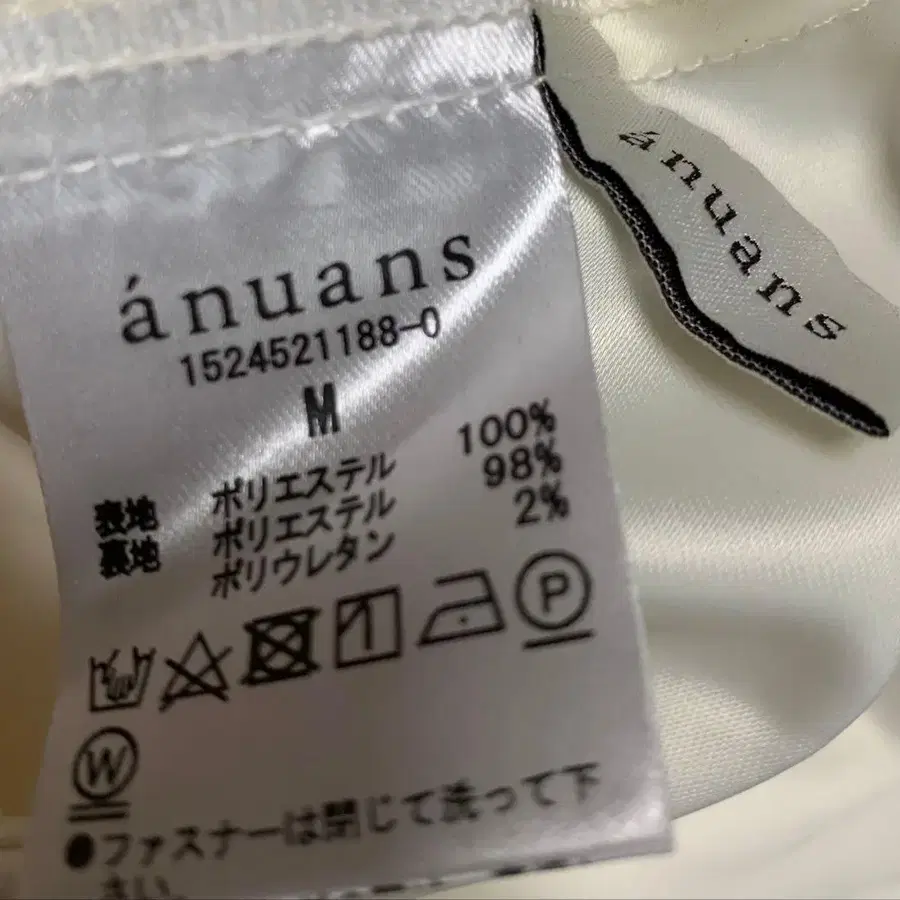 ánuans
ánuans
1524521188-0
M
表地 ポリエステル 100%
裏地 ポリエステル 98%
ポリウレタン 2%
P
W
●ファスナーは閉じて洗って下
さい。